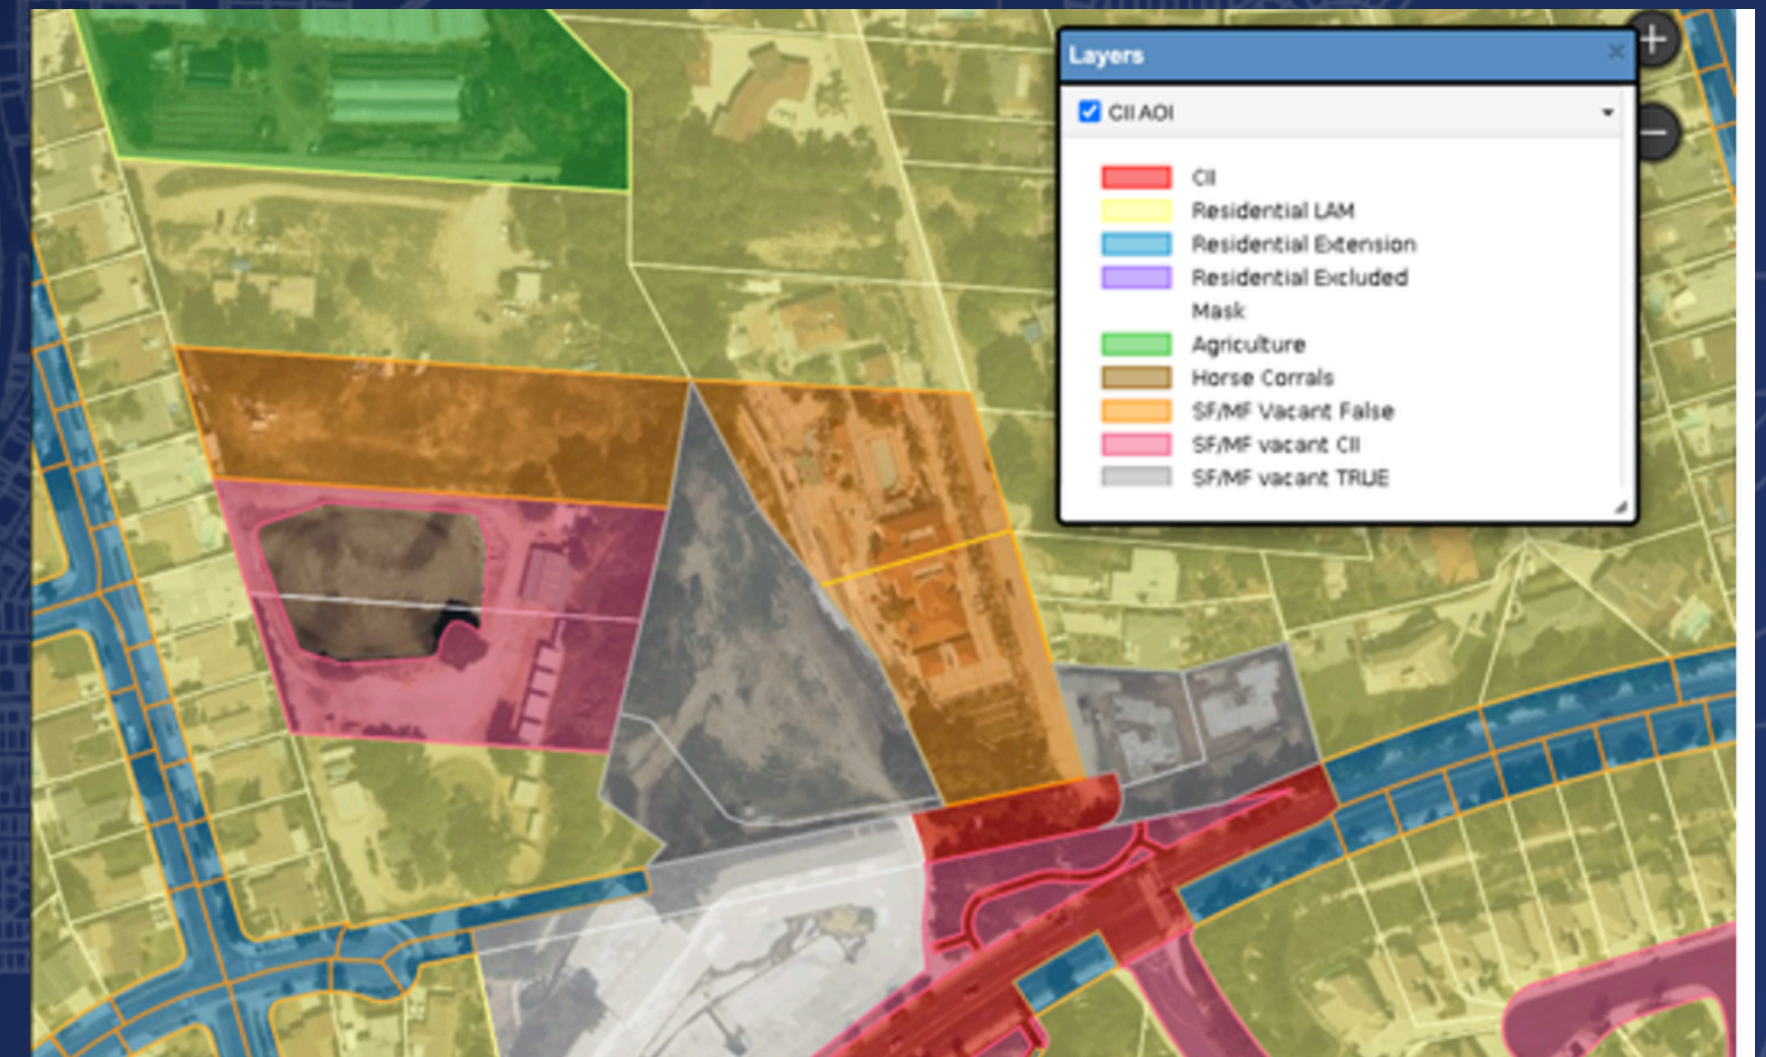 Layers
CII AOI
CII
Residential LAM
Residential Extension
Residential Excluded
Mask
Agriculture
Horse Corrals
SF/MF Vacant False
SF/MF vacant CII
SF/MF vacant TRUE